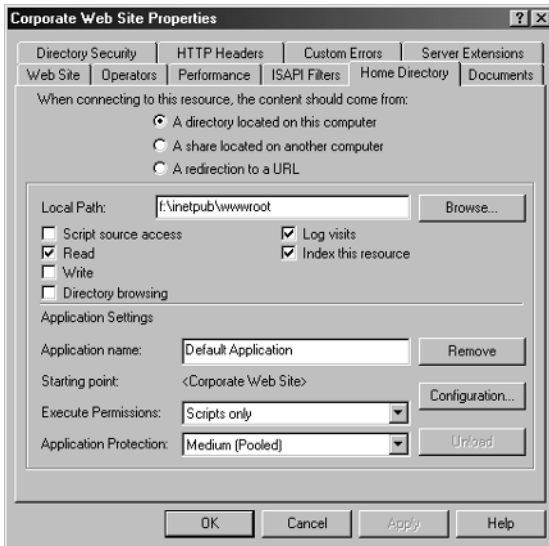 Corporate Web Site Properties
Directory Security HTTP Headers Custom Errors Server Extensions
Web Site Operators Performance ISAPI Filters Home Directory Documents
When connecting to this resource, the content should come from:
A directory located on this computer
A share located on another computer
A redirection to a URL
Local Path: f:\inetpub\wwwroot Browse...
Script source access Log visits
Read Index this resource
Write
Directory browsing
Application Settings
Application name: Default Application Remove
Starting point: <Corporate Web Site>
Configuration...
Execute Permissions: Scripts only
Application Protection: Medium (Pooled) Unload
OK Cancel Apply Help